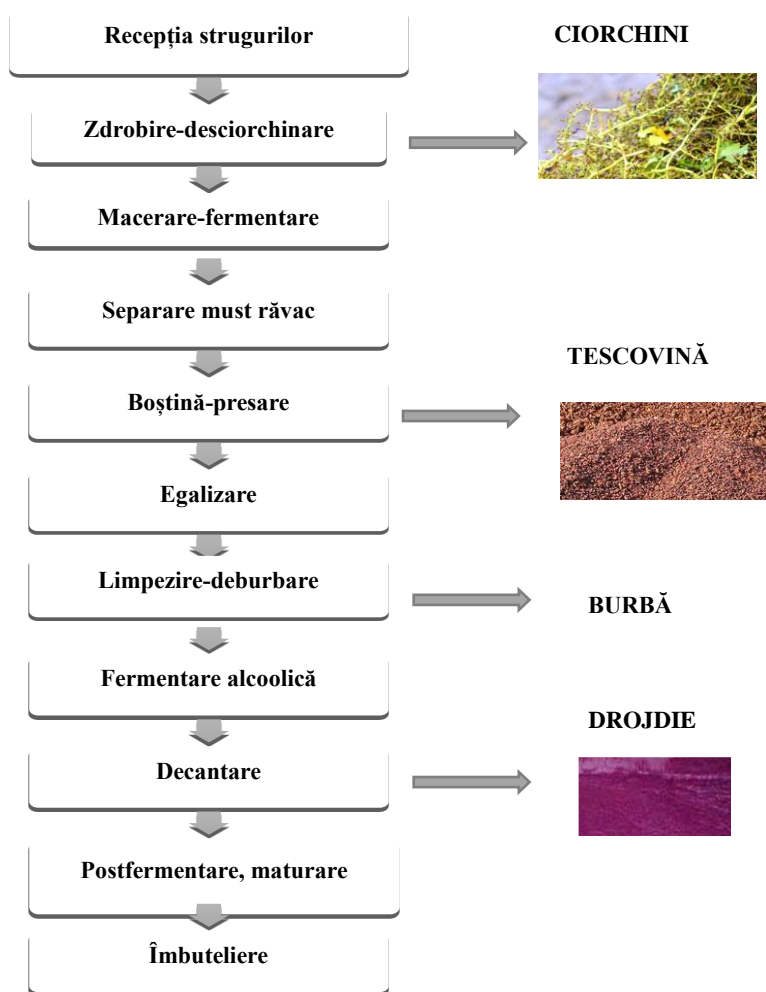 Recepția strugurilor
CIORCHINI
Zdrobire-desciorchinare
Macerare-fermentare
Separare must răvac
TESCOVINĂ
Boștină-presare
Egalizare
Limpezire-deburbare
BURBĂ
Fermentare alcoolică
DROJDIE
Decantare
Postfermentare, maturare
Îmbuteliere